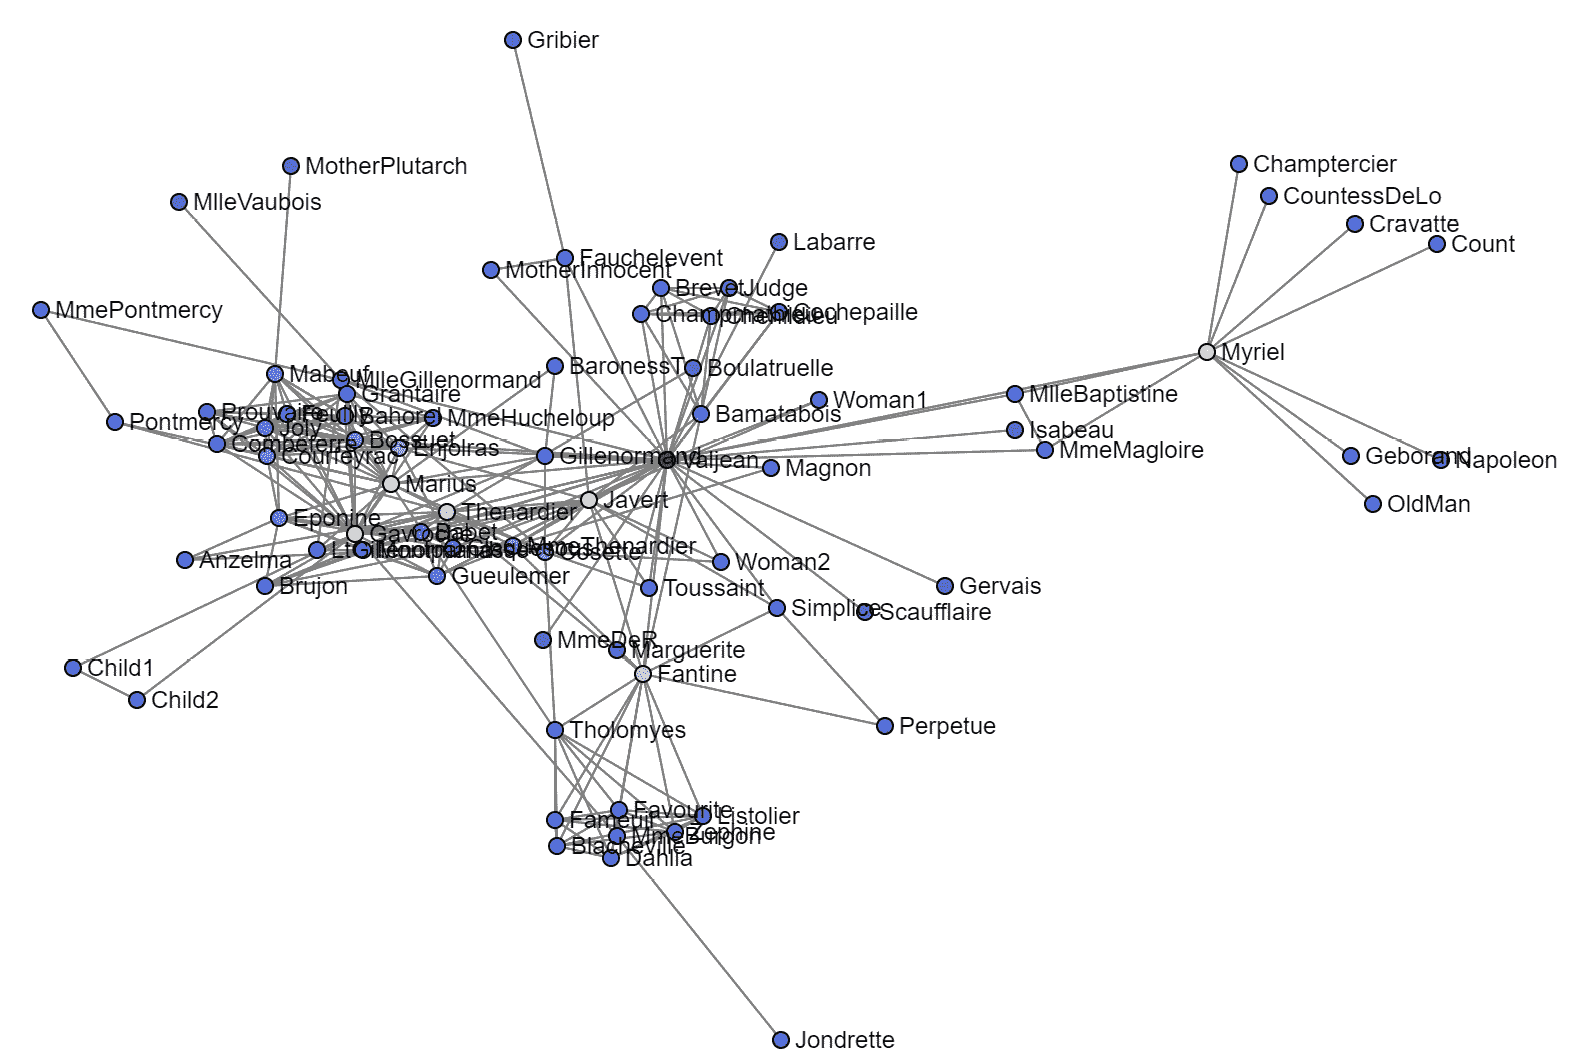 Gribier
Champtercier
MotherPlutarch
CountessDeLo
MlleVaubois
Cravatte
Labarre
Count
Fauchelevent
MotherInnocent
BrevetJudge
MmePontmercy
Cochepaille
Chenildieu
Myriel
BaronessT
Boulatruelle
Mabeuf
MlleGillenormand
Grantaire
MlleBaptistine
Woman1
Prouvaire
Feuilly
Bahorel
MmeHucheloup
Bamatabois
Pontmercy
Joly
Isabeau
Combeferre
Bossuet
Enjolras
MmeMagloire
Courfeyrac
Gillenormand
Valjean
Geborand
Napoleon
Magnon
Marius
Javert
OldMan
Thenardier
Eponine
Gavroche
Babet
MmeThenardier
Cosette
Anzelma
Woman2
Gueulemer
Brujon
Toussaint
Gervais
Simplice
Scaufflaire
MmeDeR
Marguerite
Child1
Fantine
Child2
Perpetue
Tholomyes
Favourite
Listolier
Fameuil
Zephine
MmeBurgon
Blacheville
Dahlia
Jondrette